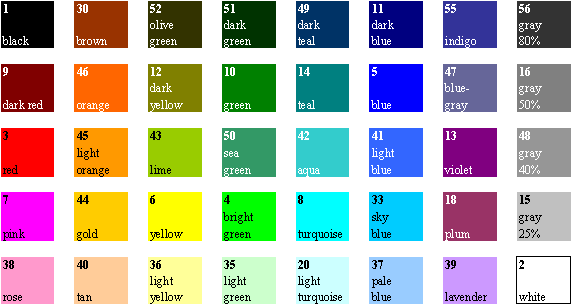 1
black
30
brown
52
olive
green
51
dark
green
49
dark
teal
11
dark
blue
55
indigo
56
gray
80%
9
dark red
46
orange
12
dark
yellow
10
green
14
teal
5
blue
47
blue-
gray
16
gray
50%
3
red
45
light
orange
43
lime
50
sea
green
42
aqua
41
light
blue
13
violet
48
gray
40%
7
pink
44
gold
6
yellow
4
bright
green
8
turquoise
33
sky
blue
18
plum
15
gray
25%
38
rose
40
tan
36
light
yellow
35
light
green
20
light
turquoise
37
pale
blue
39
lavender
2
white